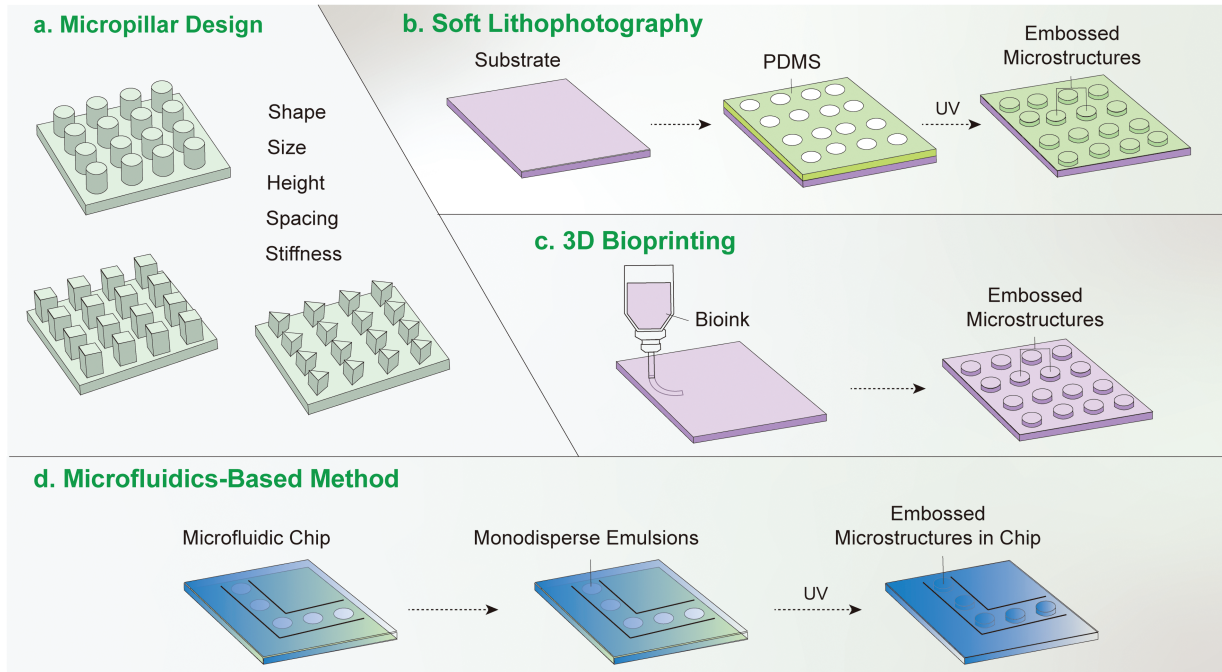 a. Micropillar Design
Shape
Size
Height
Spacing
Stiffness
b. Soft Lithophotography
Substrate
PDMS
UV
Embossed
Microstructures
c. 3D Bioprinting
Bioink
Embossed
Microstructures
d. Microfluidics-Based Method
Microfluidic Chip
Monodisperse Emulsions
UV
Embossed
Microstructures in Chip